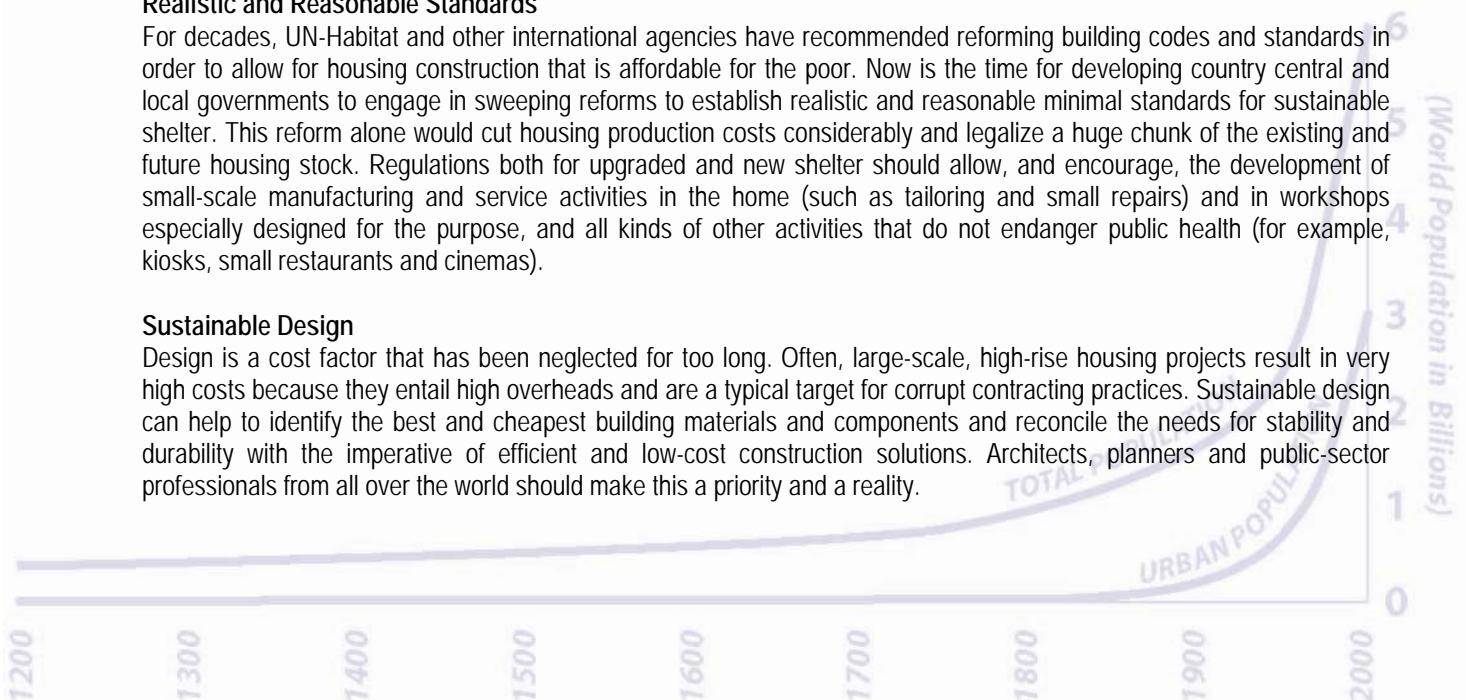 Realistic and Reasonable Standards
For decades, UN-Habitat and other international agencies have recommended reforming building codes and standards in
order to allow for housing construction that is affordable for the poor. Now is the time for developing country central and
local governments to engage in sweeping reforms to establish realistic and reasonable minimal standards for sustainable
shelter. This reform alone would cut housing production costs considerably and legalize a huge chunk of the existing and
future housing stock. Regulations both for upgraded and new shelter should allow, and encourage, the development of
small-scale manufacturing and service activities in the home (such as tailoring and small repairs) and in workshops
especially designed for the purpose, and all kinds of other activities that do not endanger public health (for example,
kiosks, small restaurants and cinemas).
Sustainable Design
Design is a cost factor that has been neglected for too long. Often, large-scale, high-rise housing projects result in very
high costs because they entail high overheads and are a typical target for corrupt contracting practices. Sustainable design
can help to identify the best and cheapest building materials and components and reconcile the needs for stability and
durability with the imperative of efficient and low-cost construction solutions. Architects, planners and public-sector
professionals from all over the world should make this a priority and a reality.
TOTAL POPULATION
URBAN POPULATION
6
5
4
3
2
1
0
(World Population in Billions)
1200
1300
1400
1500
1600
1700
1800
1900
2000